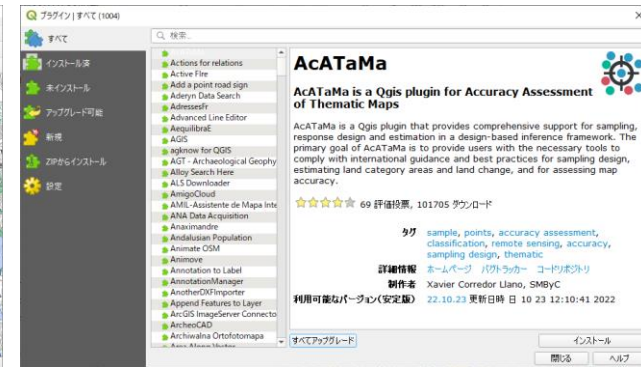 プラグイン | すべて (1004)
すべて
インストール済
未インストール
アップグレード可能
新規
ZIPからインストール
設定
検索...
Actions for relations
Active Fire
Add a point road sign
Aderyn Data Search
AdressesFr
Advanced Line Editor
AequilibraE
AGIS
agknow for QGIS
AGT - Archaeological Geophy
Alloy Search Here
ALS Downloader
AmigoCloud
AMIL-Assistente de Mapa Inte
ANA Data Acquisition
Anaximandre
Andalusian Population
Animate OSM
Animove
Annotation to Label
AnnotationManager
AnotherDXFImporter
Append Features to Layer
ArcGIS ImageServer Connecto
ArcheoCAD
Archiwalna Ortofotomapa
AcATaMa
AcATaMa is a Qgis plugin for Accuracy Assessment
of Thematic Maps
AcATaMa is a Qgis plugin that provides comprehensive support for sampling,
response design and estimation in a design-based inference framework. The
primary goal of AcATaMa is to provide users with the necessary tools to
comply with international guidance and best practices for sampling design,
estimating land category areas and land change, and for assessing map
accuracy.
69 評価投票, 101705 ダウンロード
タグ sample, points, accuracy assessment,
classification, remote sensing, accuracy,
sampling design, thematic
詳細情報 ホームページ バグトラッカー コードリポジトリ
制作者 Xavier Corredor Llano, SMByC
利用可能なバージョン(安定版) 22.10.23 更新日時 日 10 23 12:10:41 2022
すべてアップグレード
インストール
閉じる
ヘルプ